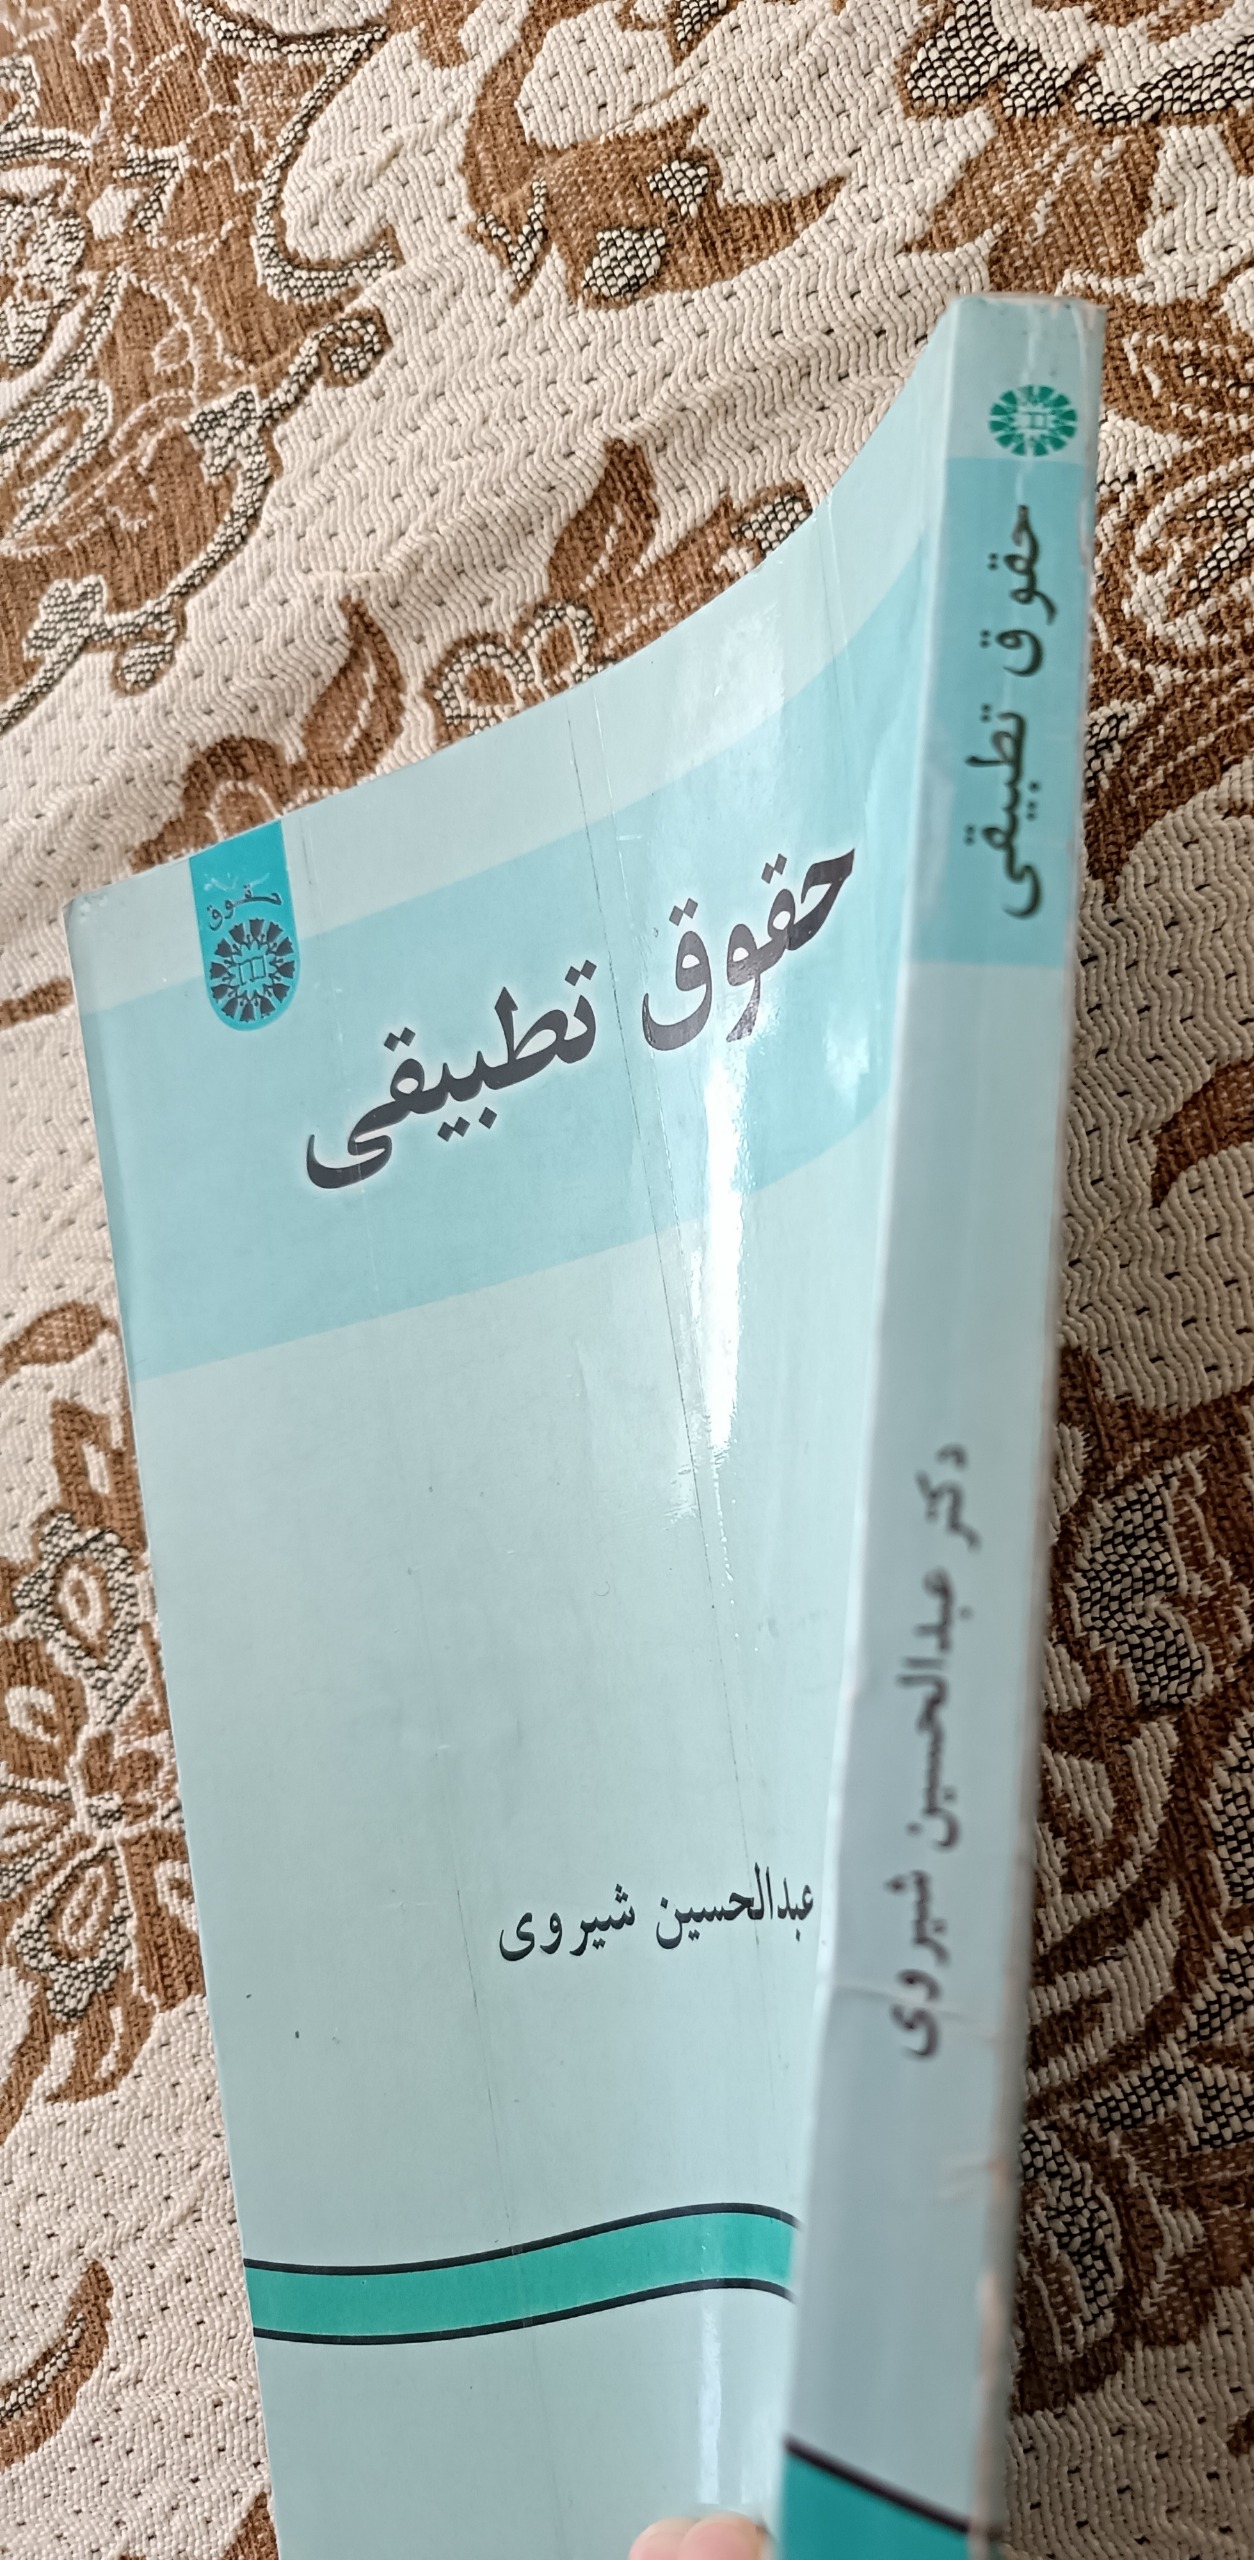 حقوق
حقوق تطبیقی
عبدالحسین شیروی
حقوق تطبیقی
دکتر عبدالحسین شیروی